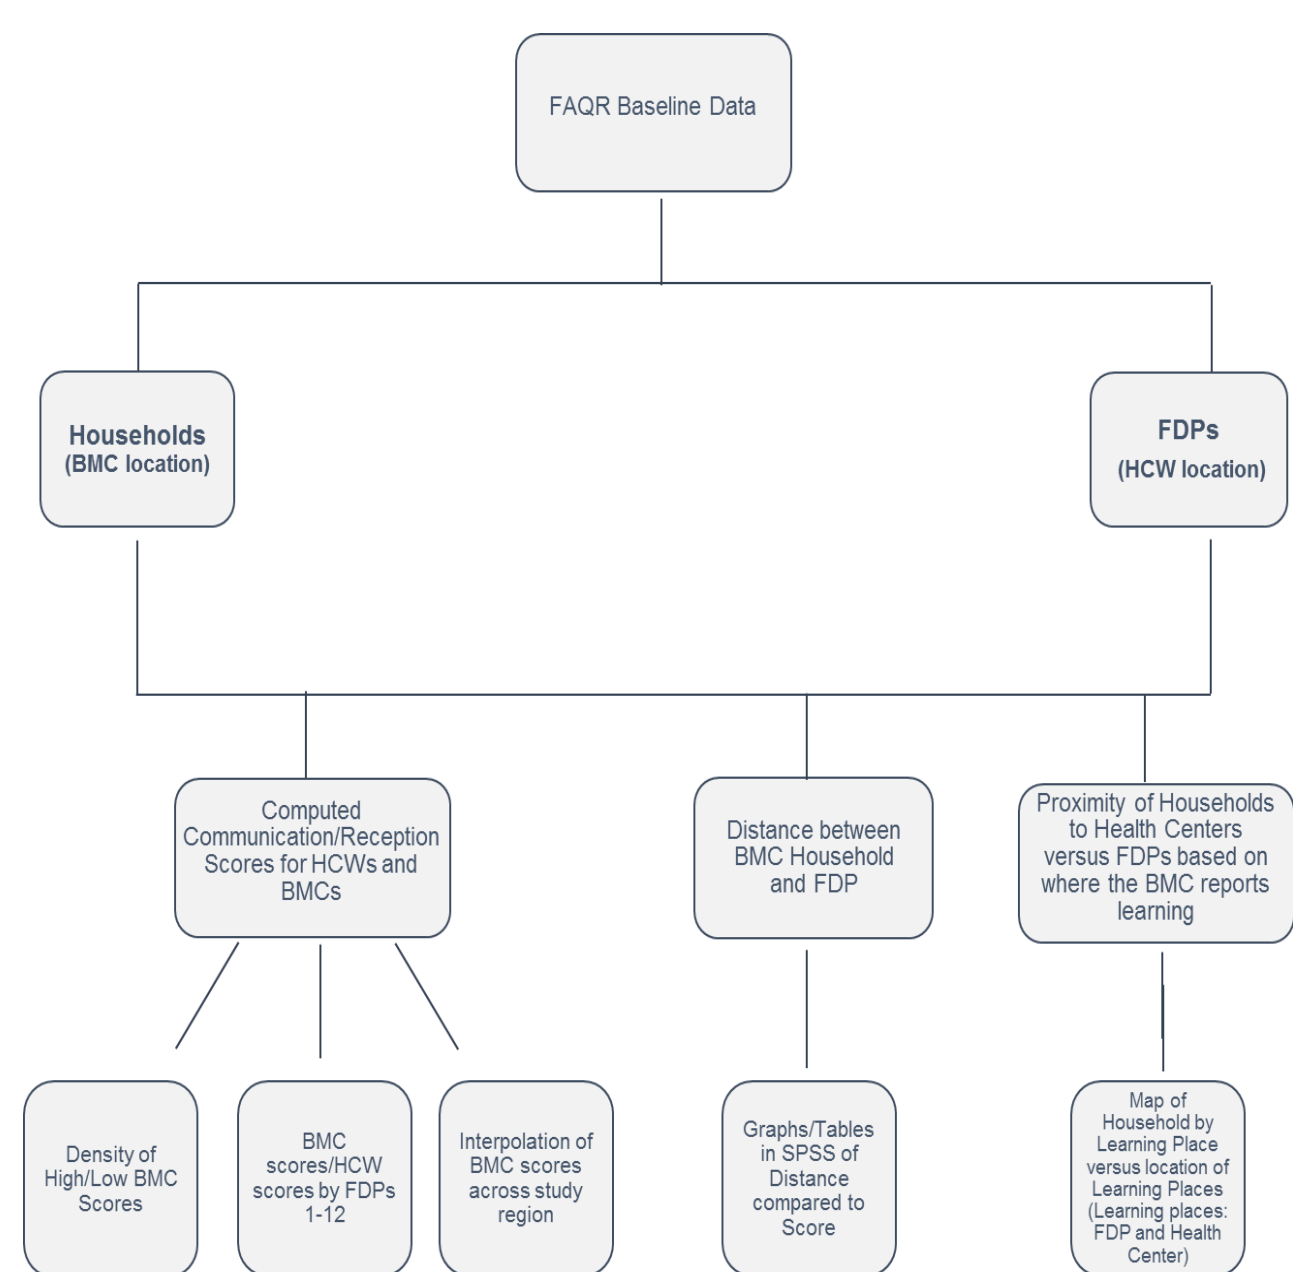 FAQR Baseline Data
Households
(BMC location)
FDPs
(HCW location)
Computed
Communication/Reception
Scores for HCWs and
BMCs
Distance between
BMC Household
and FDP
Proximity of Households
to Health Centers
versus FDPs based on
where the BMC reports
learning
Density of
High/Low BMC
Scores
BMC
scores/HCW
scores by FDPs
1-12
Interpolation of
BMC scores
across study
region
Graphs/Tables
in SPSS of
Distance
compared to
Score
Map of
Household by
Learning Place
versus location of
Learning Places
(Learning places:
FDP and Health
Center)